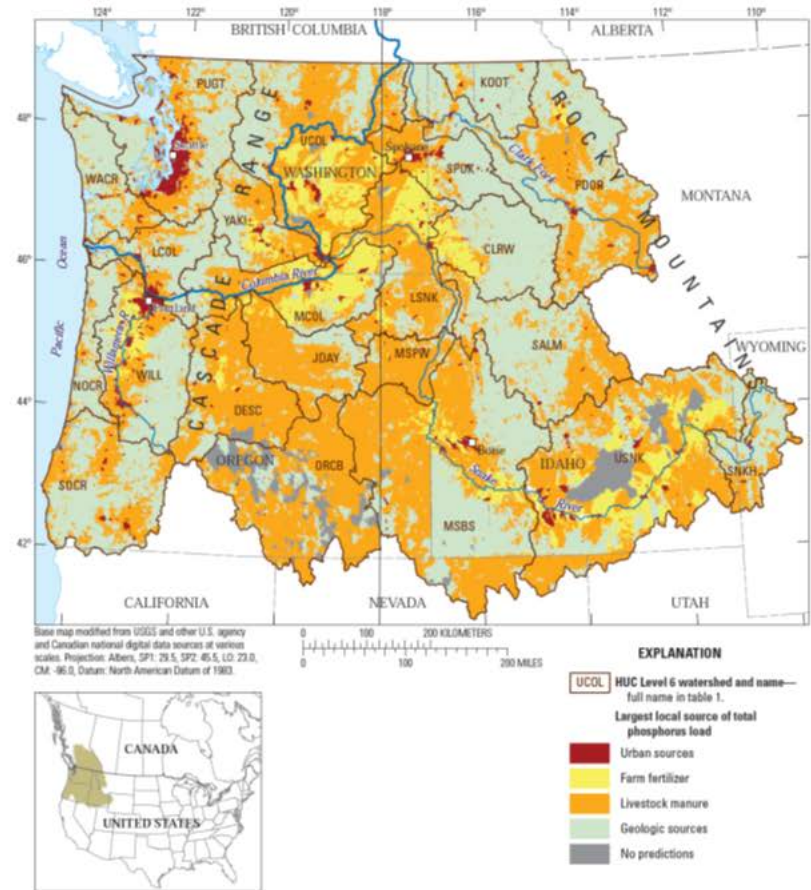 124° 122° 120° 118° 116° 114° 112° 110°
BRITISH COLUMBIA
ALBERTA
48°
46°
44°
42°
PUGT
KOOT
UCOL
Seattle
WASHINGTON
Spokane
SPOK
Clark Fork
PDOR
WACR
RANGE
ROCKY MOUNTAINS
MONTANA
YAKI
CLRW
LCOL
Pacific Ocean
Columbia River
Portland
MCOL
LSNK
Willamette R
CASCADE
JDAY
MSPW
SALM
WYOMING
NOCR
WILL
DESC
Boise
OREGON
ORCB
IDAHO
USNK
SNKH
SOCR
Snake River
MSBS
CALIFORNIA
NEVADA
UTAH
Base map modified from USGS and other U.S. agency
and Canadian national digital data sources at various
scales. Projection: Albers, SP1: 29.5, SP2: 45.5, LO: 23.0,
CM: -96.0, Datum: North American Datum of 1983.
0 100 200 KILOMETERS
0 100 200 MILES
EXPLANATION
UCOL HUC Level 6 watershed and name—
full name in table 1.
Largest local source of total
phosphorus load
Urban sources
Farm fertilizer
Livestock manure
Geologic sources
No predictions
CANADA
UNITED STATES